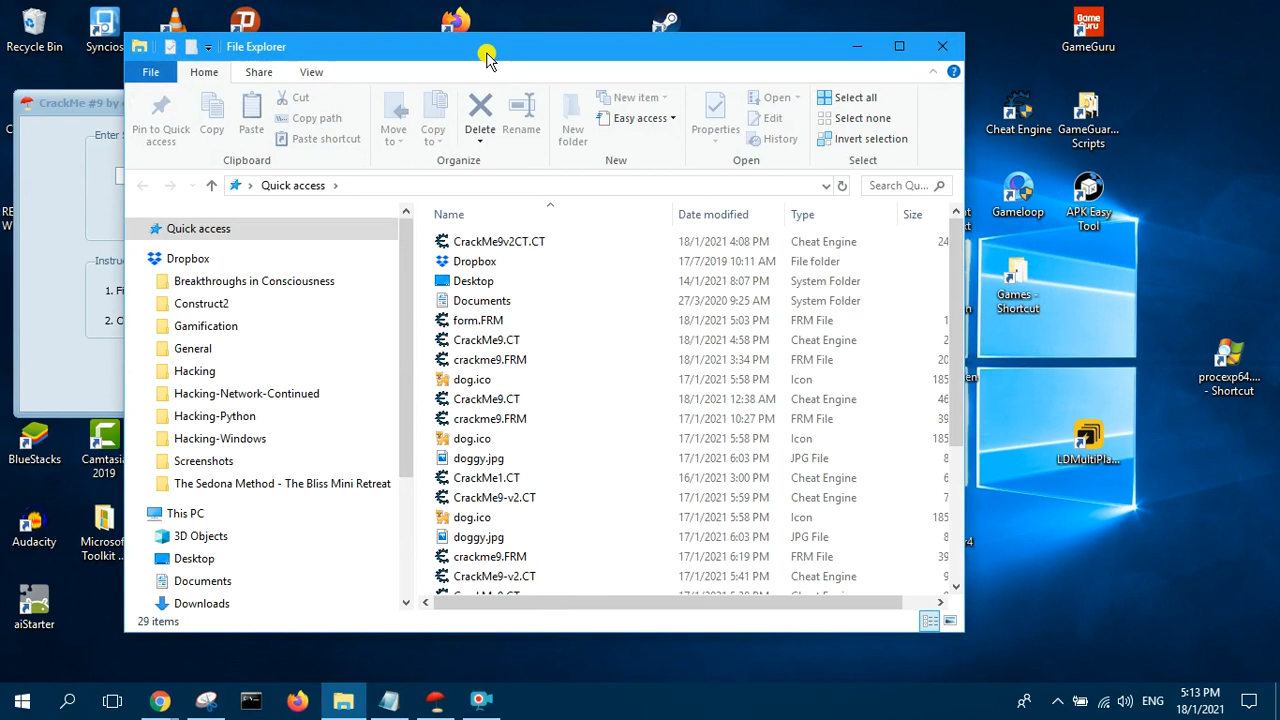 Recycle Bin
Syncios
GameGuru
File Explorer
File
Home
Share
View
CrackMe #9 by
Pin to Quick access
Copy
Paste
Cut
Copy path
Paste shortcut
Move to
Copy to
Delete
Rename
New folder
New item
Easy access
Properties
Open
Edit
History
Select all
Select none
Invert selection
Clipboard
Organize
New
Open
Select
Cheat Engine
GameGuar... Scripts
Enter
Quick access
Search Qu...
Gameloop
APK Easy Tool
Name
Date modified
Type
Size
Quick access
CrackMe9v2CT.CT 18/1/2021 4:08 PM Cheat Engine 24
Dropbox
Dropbox 17/7/2019 10:11 AM File folder
Breakthroughs in Consciousness
Desktop 14/1/2021 8:07 PM System Folder
Instru
1. Fi
2. C
Games - Shortcut
Construct2
Documents 27/3/2020 9:25 AM System Folder
Gamification
form.FRM 18/1/2021 5:03 PM FRM File 1
General
CrackMe9.CT 18/1/2021 4:58 PM Cheat Engine 2
Hacking
crackme9.FRM 18/1/2021 3:34 PM FRM File 20
procexp64.... - Shortcut
Hacking-Network-Continued
dog.ico 17/1/2021 5:58 PM Icon 185
CrackMe9.CT 18/1/2021 12:38 AM Cheat Engine 46
Hacking-Python
crackme9.FRM 17/1/2021 10:27 PM FRM File
Hacking-Windows
dog.ico 17/1/2021 5:58 PM Icon 185
BlueStacks
Camtasia 2019
Screenshots
doggy.jpg 17/1/2021 6:03 PM JPG File 8
LDMultiPla...
The Sedona Method - The Bliss Mini Retreat
CrackMe1.CT 16/1/2021 3:00 PM Cheat Engine 6
CrackMe9-v2.CT 17/1/2021 5:59 PM Cheat Engine 7
This PC
dog.ico 17/1/2021 5:58 PM Icon 185
3D Objects
doggy.jpg 17/1/2021 6:03 PM JPG File 8
Audacity
Microsof Toolkit ..
Desktop
crackme9.FRM 17/1/2021 6:19 PM FRM File 39
Documents
CrackMe9-v2.CT 17/1/2021 5:41 PM Cheat Engine 9
Downloads
29 items
aiStarter
ENG
5:13 PM
18/1/2021